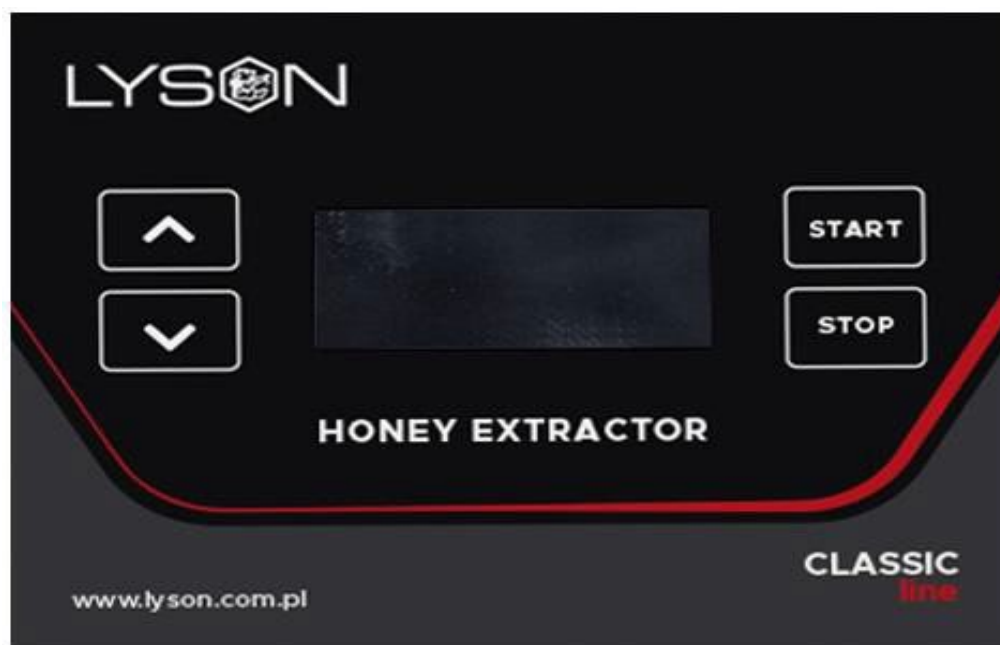 LYSON
START
STOP
HONEY EXTRACTOR
CLASSIC
line
www.lyson.com.pl